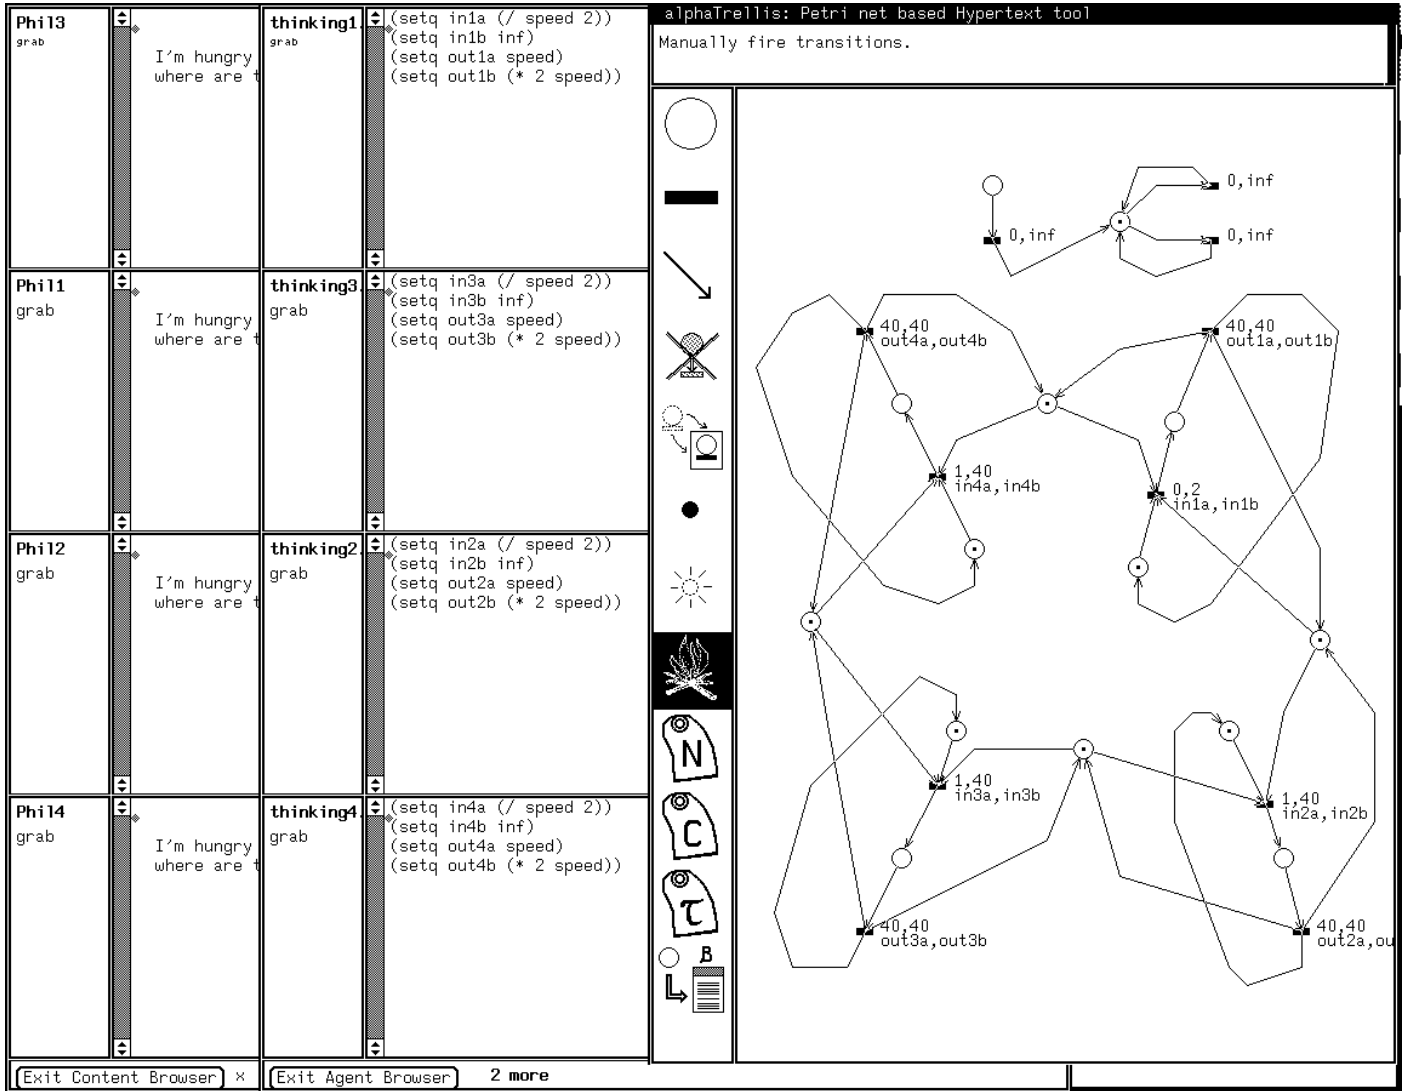 Phil3
grab
I'm hungry
where are
thinking1.
grab
(setq in1a (/ speed 2))
(setq in1b inf)
(setq out1a speed)
(setq out1b (* 2 speed))
Phil1
grab
I'm hungry
where are
thinking3.
grab
(setq in3a (/ speed 2))
(setq in3b inf)
(setq out3a speed)
(setq out3b (* 2 speed))
Phil2
grab
I'm hungry
where are
thinking2.
grab
(setq in2a (/ speed 2))
(setq in2b inf)
(setq out2a speed)
(setq out2b (* 2 speed))
Phil4
grab
I'm hungry
where are
thinking4.
grab
(setq in4a (/ speed 2))
(setq in4b inf)
(setq out4a speed)
(setq out4b (* 2 speed))
Exit Content Browser
×
Exit Agent Browser
2 more
alphaTrellis: Petri net based Hypertext tool
Manually fire transitions.
N
C
τ
B
0,inf
0,inf
0,inf
40,40
out4a,out4b
40,40
out1a,out1b
1,40
in4a,in4b
0,2
in1a,in1b
1,40
in3a,in3b
1,40
in2a,in2b
40,40
out3a,out3b
40,40
out2a,ou